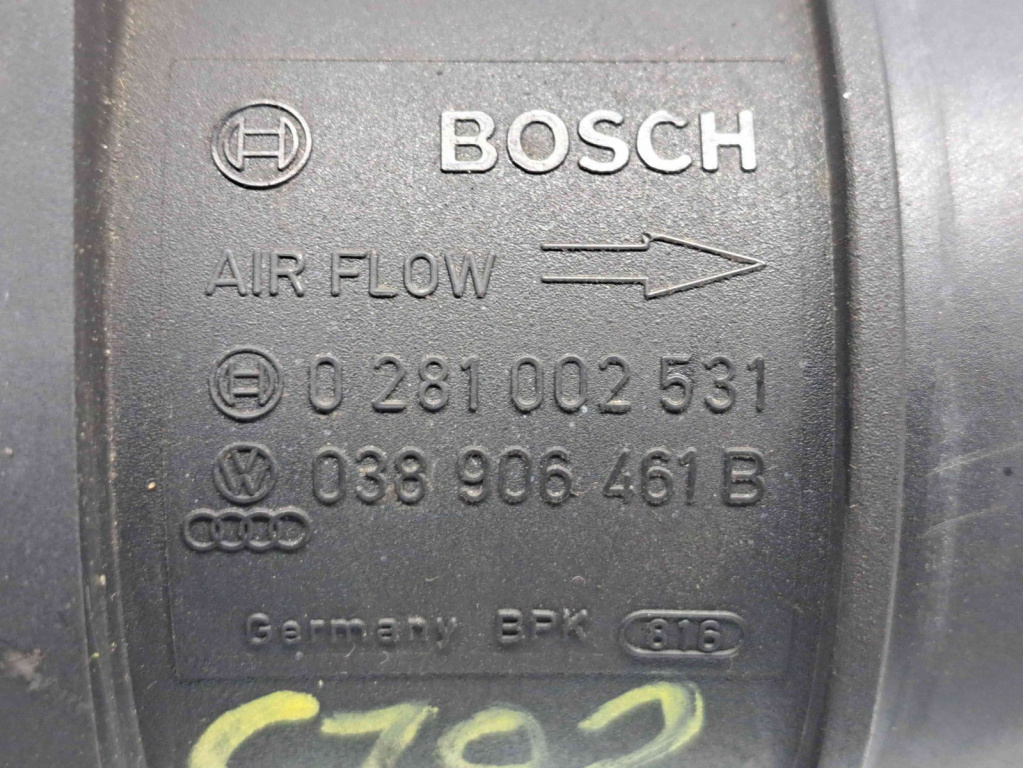 BOSCH
AIR FLOW
0 281 002 531
038 906 461 B
Germany BPK 816